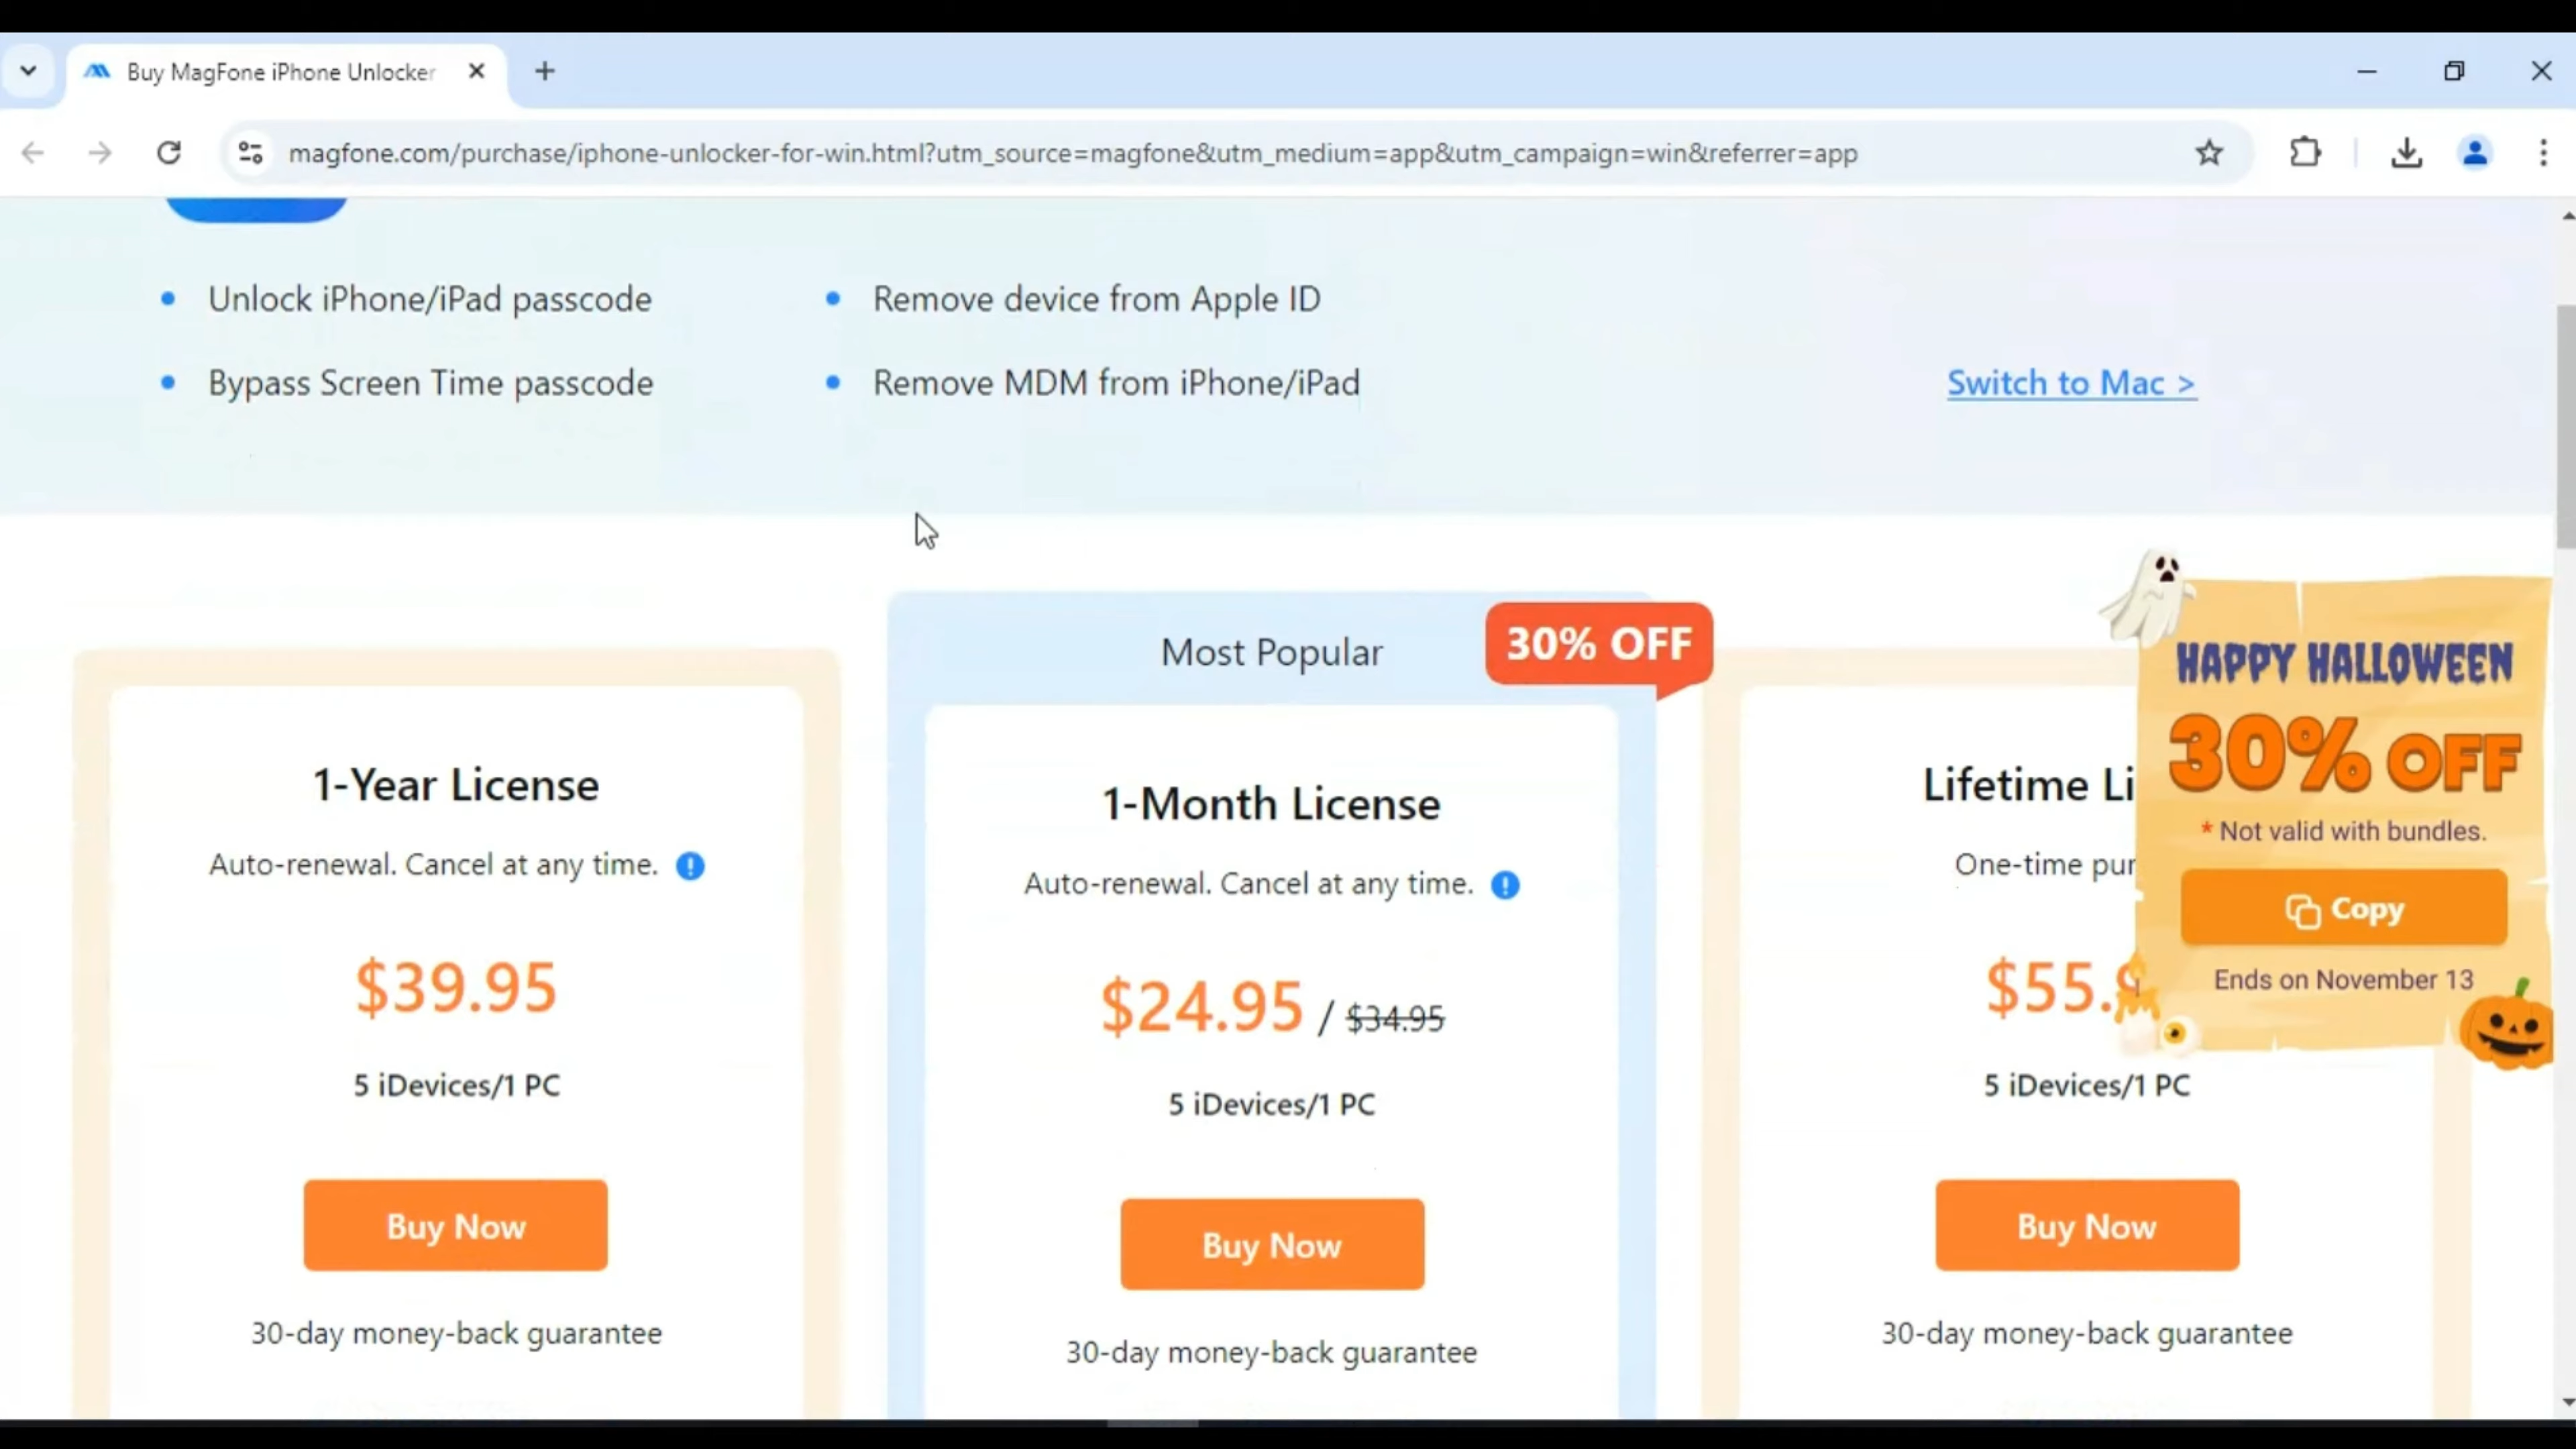 Buy MagFone iPhone Unlocker
magfone.com/purchase/iphone-unlocker-for-win.html?utm_source=magfone&utm_medium=app&utm_campaign=win&referrer=app
Unlock iPhone/iPad passcode
Remove device from Apple ID
Bypass Screen Time passcode
Remove MDM from iPhone/iPad
Switch to Mac >
1-Year License
Auto-renewal. Cancel at any time.
$39.95
5 iDevices/1 PC
Buy Now
30-day money-back guarantee
Most Popular
30% OFF
1-Month License
Auto-renewal. Cancel at any time.
$24.95 / $34.95
5 iDevices/1 PC
Buy Now
30-day money-back guarantee
Lifetime Li
One-time pur
$55.9
5 iDevices/1 PC
Buy Now
30-day money-back guarantee
HAPPY HALLOWEEN
30% OFF
* Not valid with bundles.
Copy
Ends on November 13